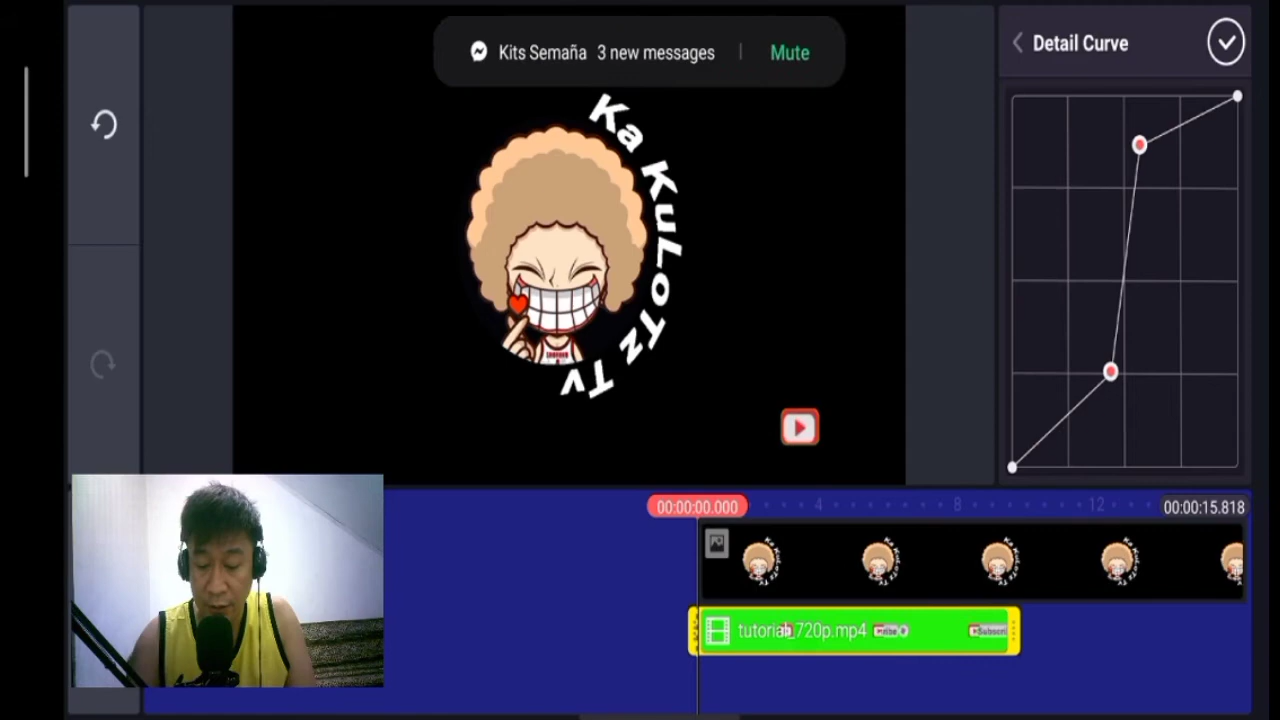 Kits Semaña 3 new messages | Mute
Detail Curve
Ka KuLoTz Tv
00:00:00.000
4
8
12
00:00:15.818
tutorial_720p.mp4
Subscri